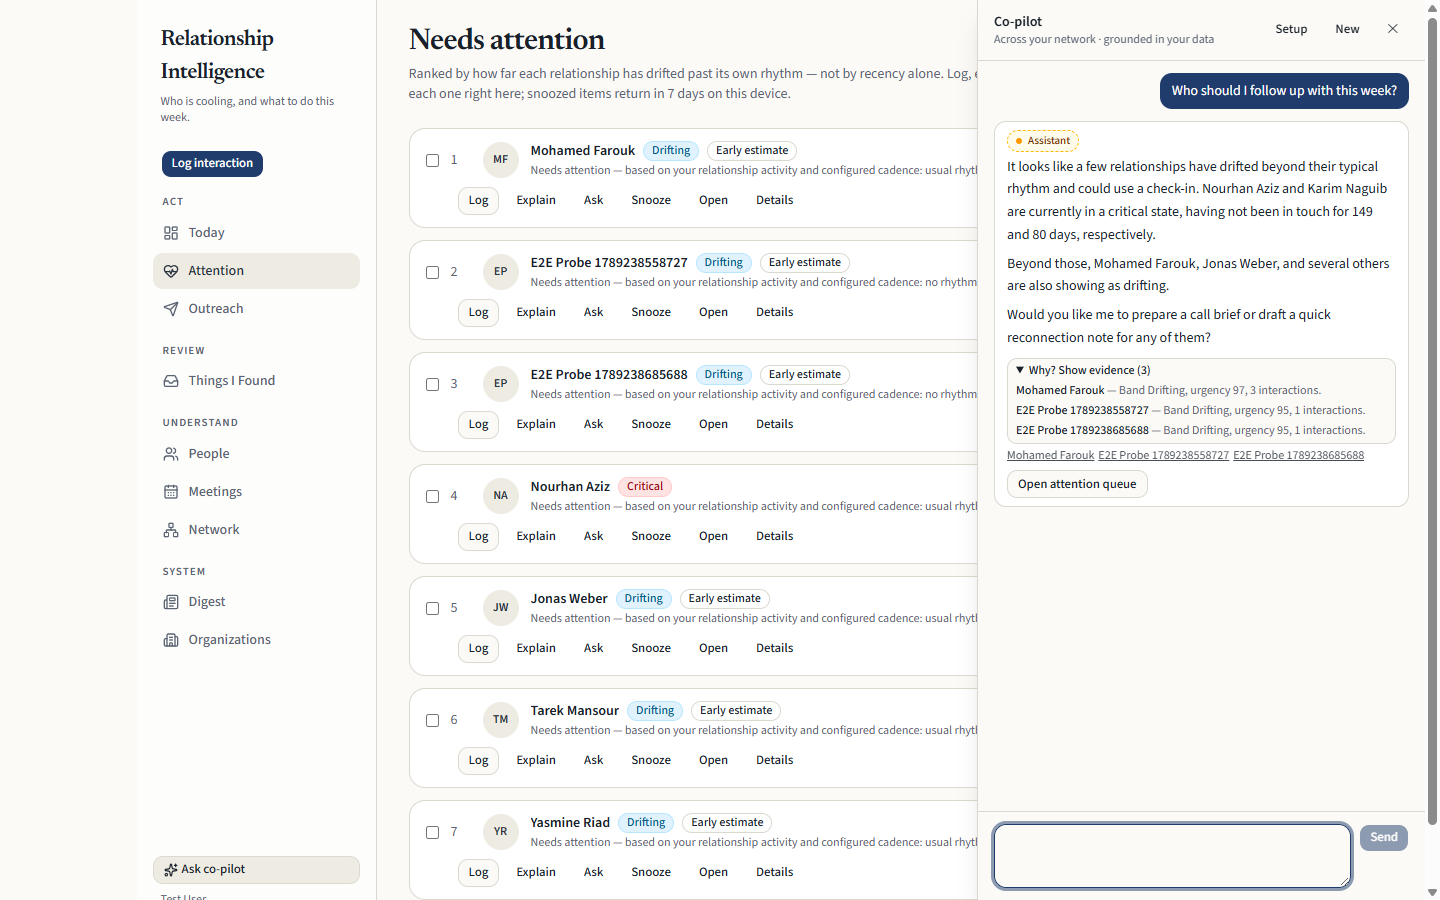 Relationship
Intelligence
Who is cooling, and what to do this
week.
Log interaction
ACT
Today
Attention
Outreach
REVIEW
Things I Found
UNDERSTAND
People
Meetings
Network
SYSTEM
Digest
Organizations
Ask co-pilot
Test User
Needs attention
Ranked by how far each relationship has drifted past its own rhythm — not by recency alone. Log,
each one right here; snoozed items return in 7 days on this device.
1 MF Mohamed Farouk Drifting Early estimate
Needs attention — based on your relationship activity and configured cadence: usual
Log Explain Ask Snooze Open Details
2 EP E2E Probe 1789238558727 Drifting Early estimate
Needs attention — based on your relationship activity and configured cadence: no rhythm
Log Explain Ask Snooze Open Details
3 EP E2E Probe 1789238685688 Drifting Early estimate
Needs attention — based on your relationship activity and configured cadence: no rhythm
Log Explain Ask Snooze Open Details
4 NA Nourhan Aziz Critical
Needs attention — based on your relationship activity and configured cadence: usual
Log Explain Ask Snooze Open Details
5 JW Jonas Weber Drifting Early estimate
Needs attention — based on your relationship activity and configured cadence: usual
Log Explain Ask Snooze Open Details
6 TM Tarek Mansour Drifting Early estimate
Needs attention — based on your relationship activity and configured cadence: usual
Log Explain Ask Snooze Open Details
7 YR Yasmine Riad Drifting Early estimate
Needs attention — based on your relationship activity and configured cadence: usual
Log Explain Ask Snooze Open Details
Co-pilot
Across your network · grounded in your data
Setup New
Who should I follow up with this week?
Assistant
It looks like a few relationships have drifted beyond their typical
rhythm and could use a check-in. Nourhan Aziz and Karim Naguib
are currently in a critical state, having not been in touch for 149
and 80 days, respectively.
Beyond those, Mohamed Farouk, Jonas Weber, and several others
are also showing as drifting.
Would you like me to prepare a call brief or draft a quick
reconnection note for any of them?
▼ Why? Show evidence (3)
Mohamed Farouk — Band Drifting, urgency 97, 3 interactions.
E2E Probe 1789238558727 — Band Drifting, urgency 95, 1 interactions.
E2E Probe 1789238685688 — Band Drifting, urgency 95, 1 interactions.
Mohamed Farouk E2E Probe 1789238558727 E2E Probe 1789238685688
Open attention queue
Send